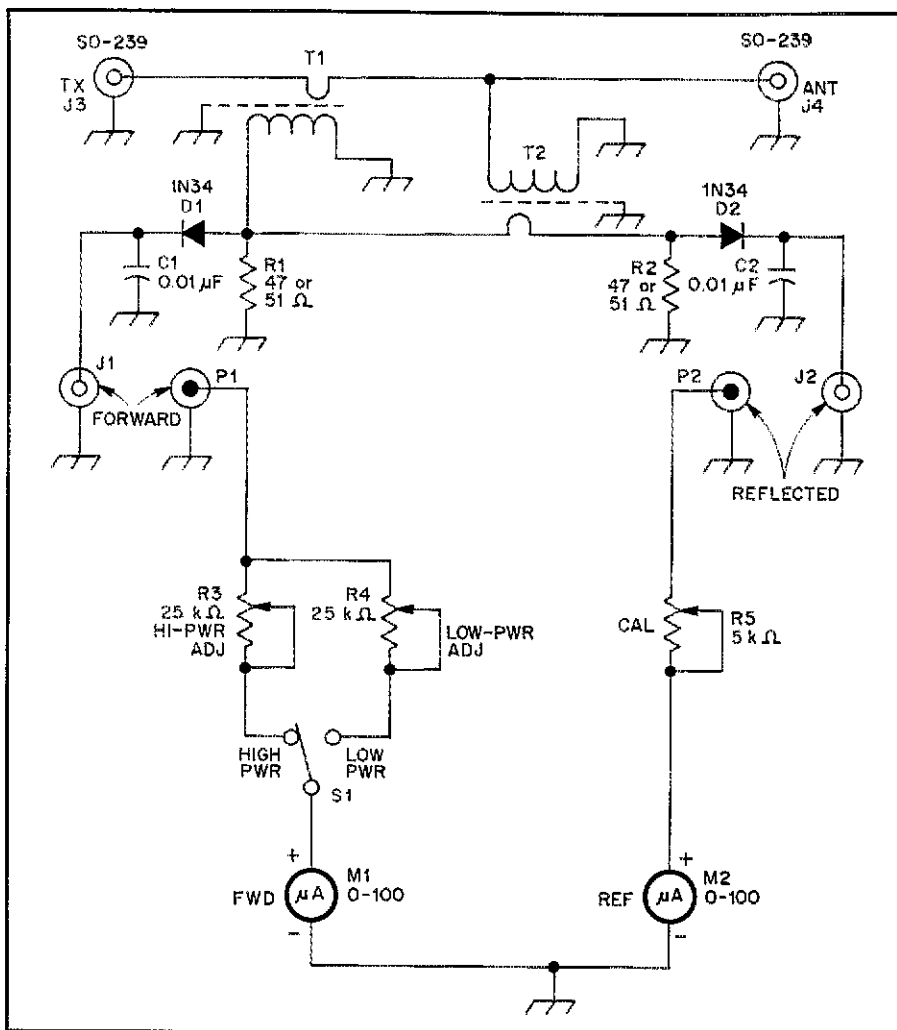 SO-239
TX
J3
T1
SO-239
ANT
J4
T2
1N34
D1
1N34
D2
C1
0.01 µF
R1
47 or
51 Ω
R2
47 or
51 Ω
C2
0.01 µF
J1
P1
FORWARD
P2
J2
REFLECTED
R3
25 kΩ
HI-PWR
ADJ
R4
25 kΩ
LOW-PWR
ADJ
CAL
R5
5 kΩ
HIGH
PWR
LOW
PWR
S1
+
FWD
µA
M1
0-100
-
+
REF
µA
M2
0-100
-